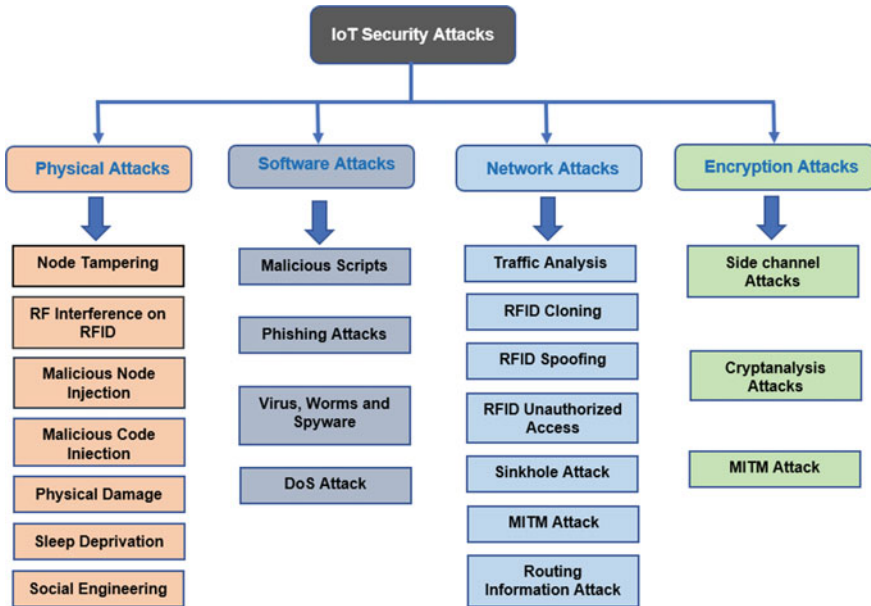 IoT Security Attacks
Physical Attacks
Software Attacks
Network Attacks
Encryption Attacks
Node Tampering
RF Interference on
RFID
Malicious Node
Injection
Malicious Code
Injection
Physical Damage
Sleep Deprivation
Social Engineering
Malicious Scripts
Phishing Attacks
Virus, Worms and
Spyware
DoS Attack
Traffic Analysis
RFID Cloning
RFID Spoofing
RFID Unauthorized
Access
Sinkhole Attack
MITM Attack
Routing
Information Attack
Side channel
Attacks
Cryptanalysis
Attacks
MITM Attack